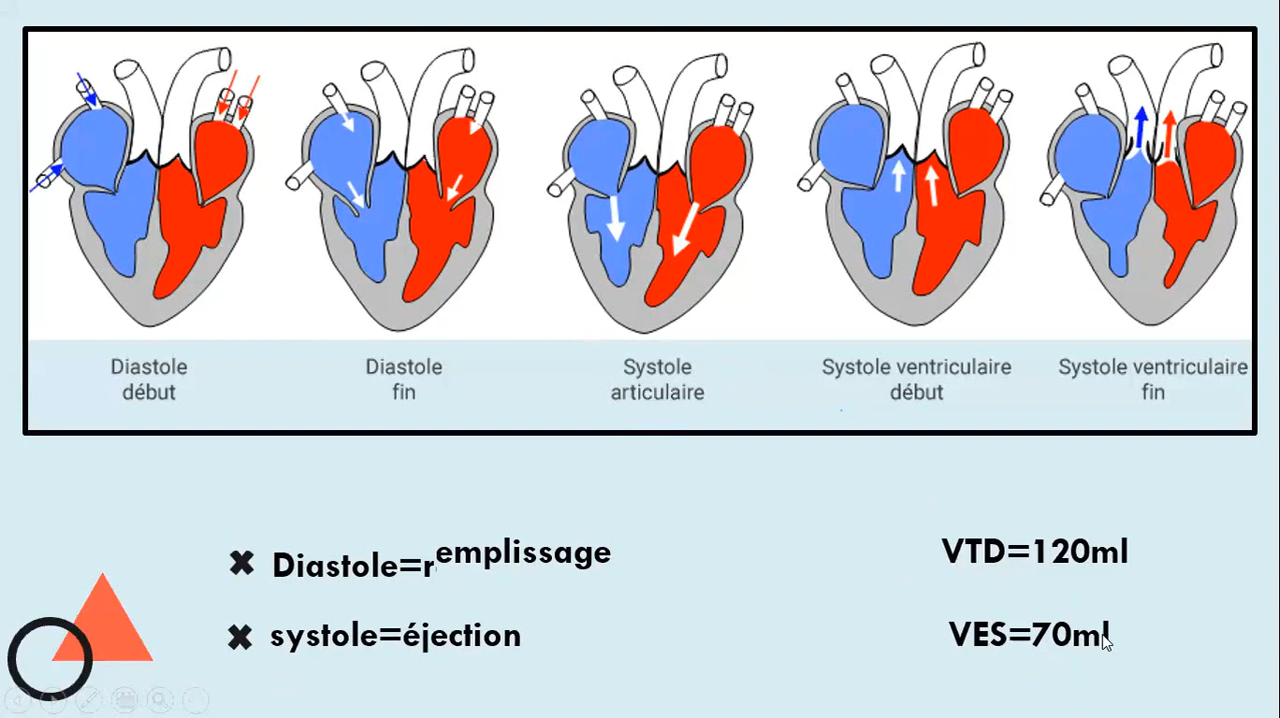 Diastole
début
Diastole
fin
Systole
articulaire
Systole ventriculaire
début
Systole ventriculaire
fin
Diastole=remplissage
VTD=120ml
systole=éjection
VES=70ml